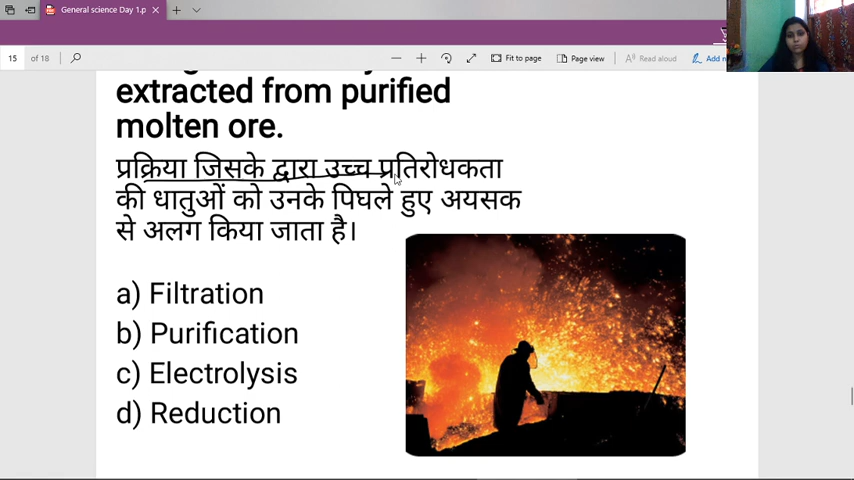 General science Day 1.p
15 of 18
Fit to page
Page view
Read aloud
Add
extracted from purified
molten ore.
प्रक्रिया जिसके द्वारा उच्च प्रतिरोधकता
की धातुओं को उनके पिघले हुए अयसक
से अलग किया जाता है।
a) Filtration
b) Purification
c) Electrolysis
d) Reduction